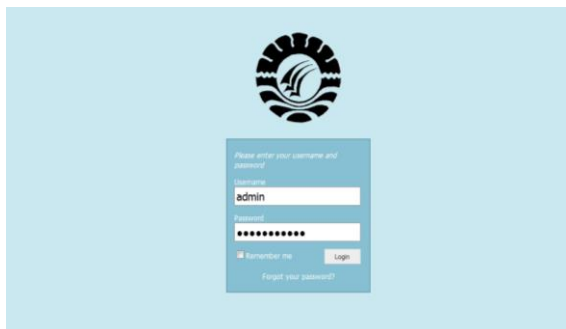 Please enter your username and
password
Username
admin
Password
●●●●●●●●●●●
Remember me
Login
Forgot your password?